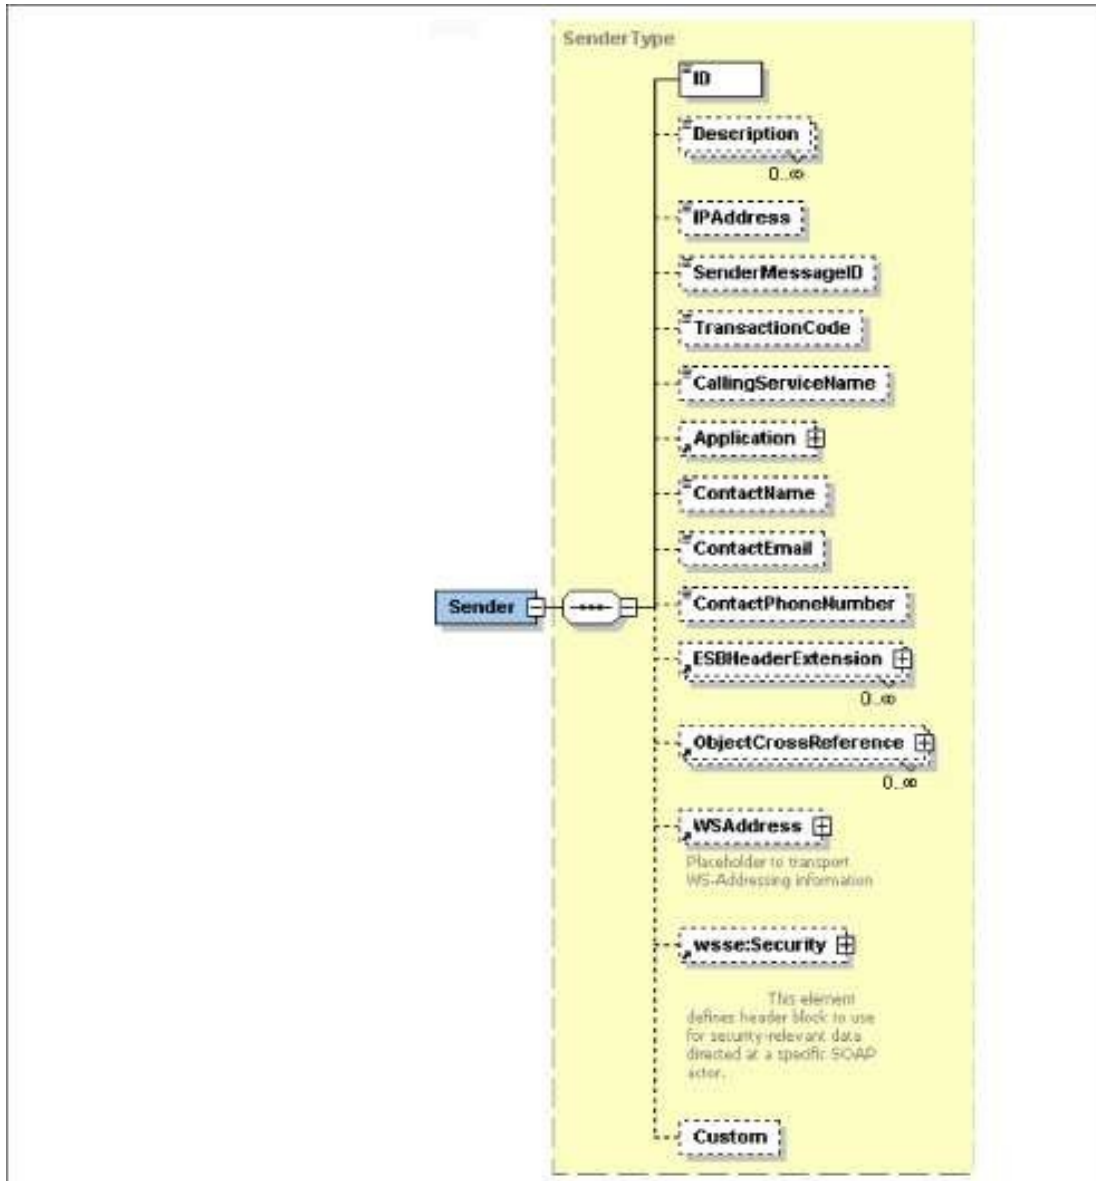 SenderType
ID
Description
0..∞
IPAddress
SenderMessageID
TransactionCode
CallingServiceName
Application
ContactName
ContactEmail
Sender
ContactPhoneNumber
ESBHeaderExtension
0..∞
ObjectCrossReference
0..∞
WSAddress
Placeholder to transport
WS-Addressing information
wsse:Security
This element
defines header block to use
for security-relevant data
directed at a specific SOAP
actor.
Custom